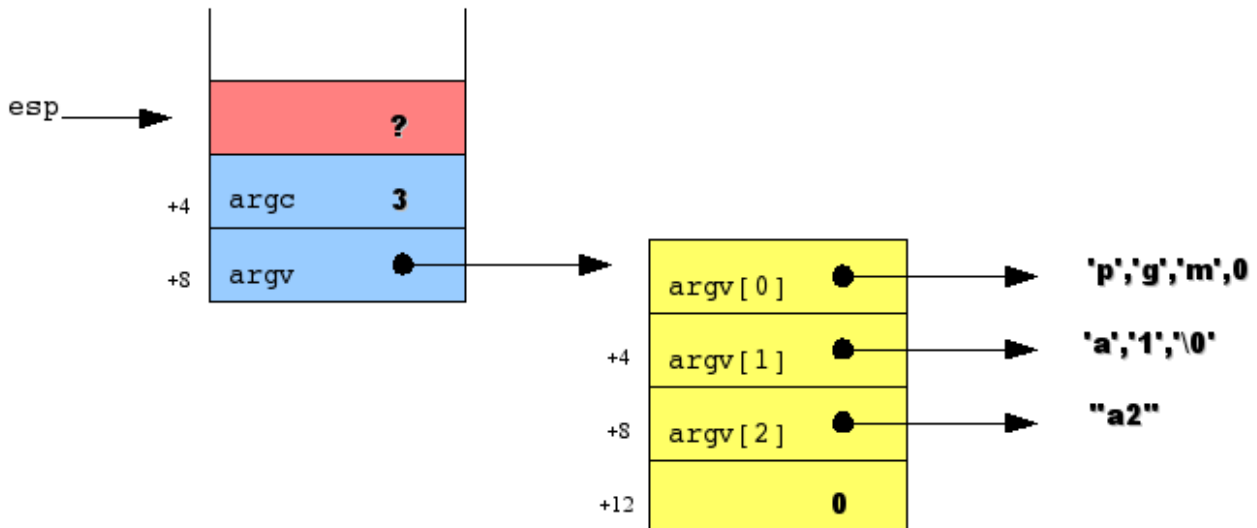 esp
?
+4 argc 3
+8 argv
argv[0] 'p','g','m',0
+4 argv[1] 'a','1','\0'
+8 argv[2] "a2"
+12 0